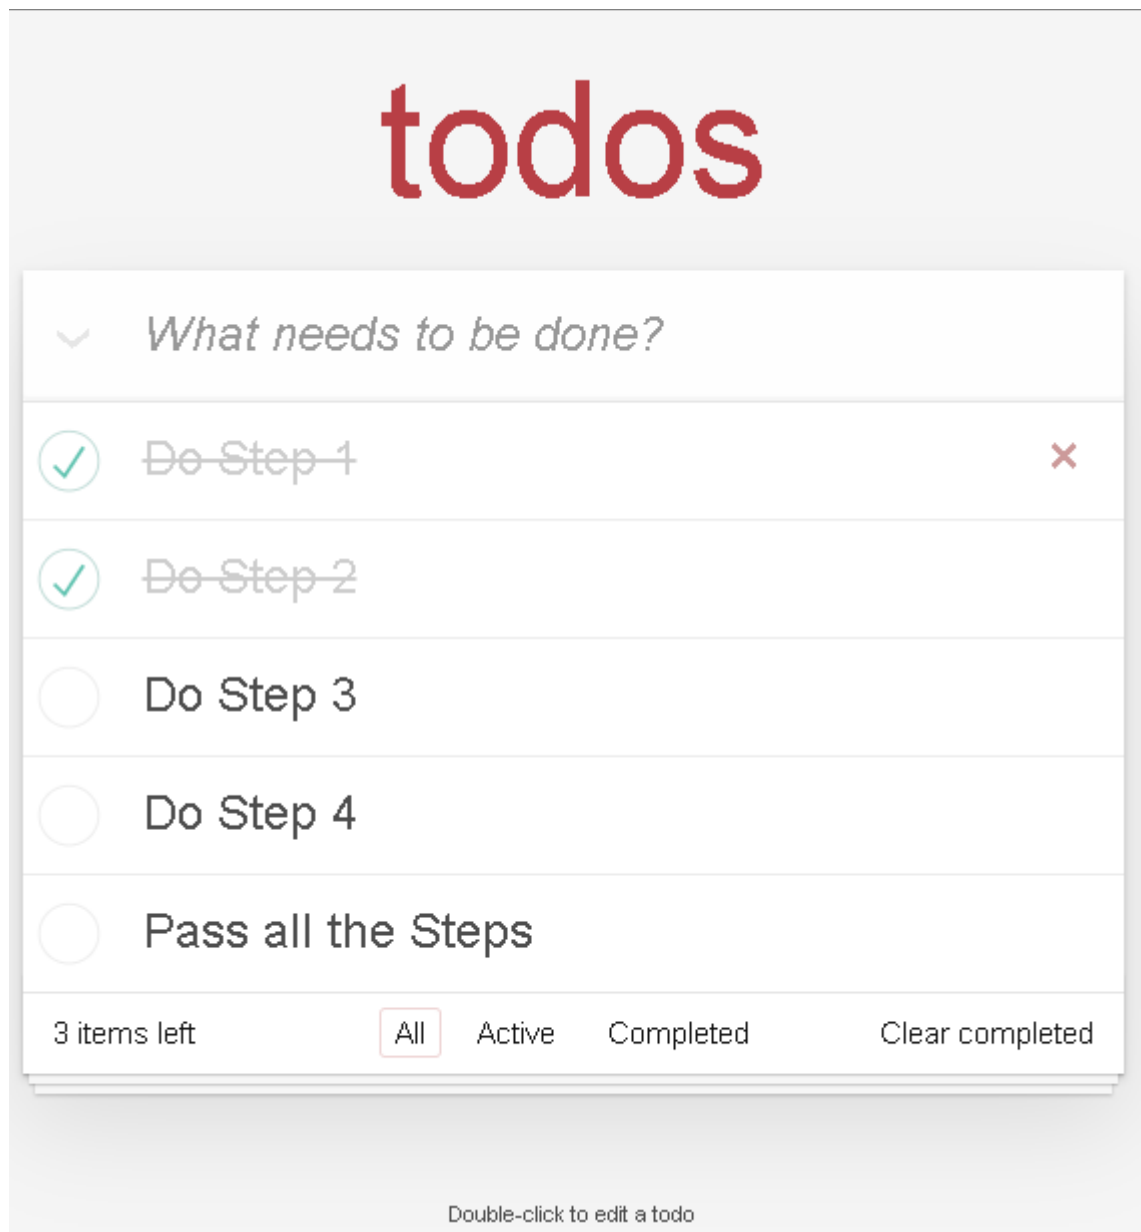 todos
What needs to be done?
Do Step 1
Do Step 2
Do Step 3
Do Step 4
Pass all the Steps
3 items left All Active Completed Clear completed
Double-click to edit a todo